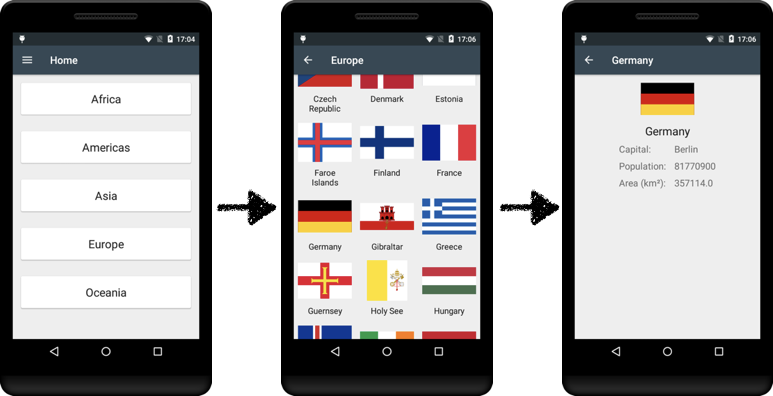 17:04
Home
Africa
Americas
Asia
Europe
Oceania
17:06
Europe
Czech
Republic
Denmark
Estonia
Faroe
Islands
Finland
France
Germany
Gibraltar
Greece
Guernsey
Holy See
Hungary
17:06
Germany
Germany
Capital: Berlin
Population: 81770900
Area (km²): 357114.0